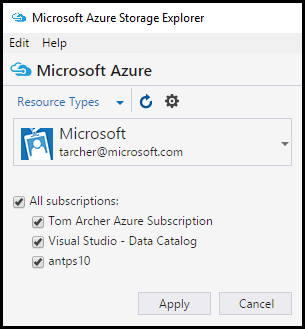 Microsoft Azure Storage Explorer
Edit Help
Microsoft Azure
Resource Types
Microsoft
tarcher@microsoft.com
All subscriptions:
Tom Archer Azure Subscription
Visual Studio - Data Catalog
antps10
Apply Cancel